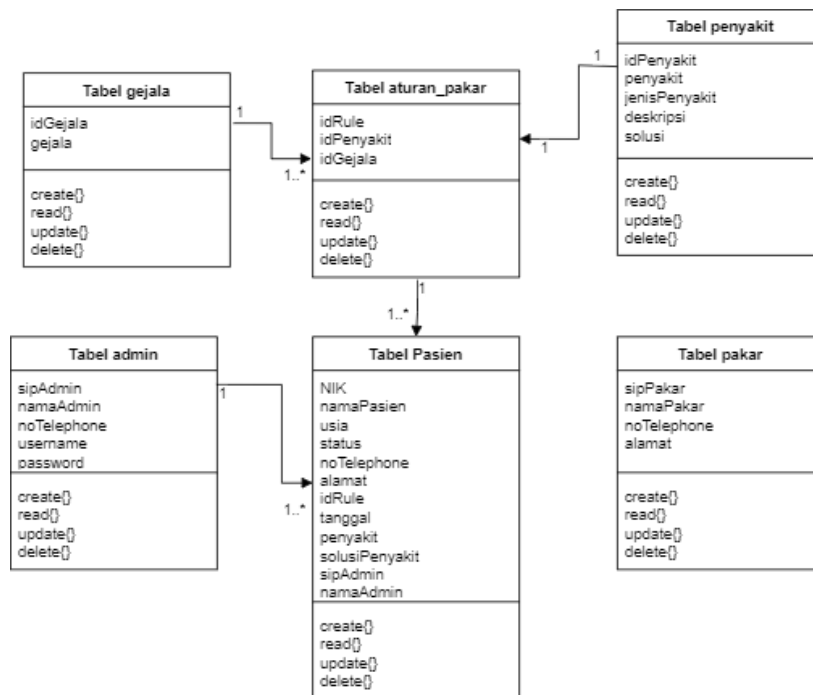 Tabel penyakit
idPenyakit
penyakit
jenisPenyakit
deskripsi
solusi
create{}
read{}
update{}
delete{}
1
1
Tabel gejala
idGejala
gejala
create{}
read{}
update{}
delete{}
1
1..*
Tabel aturan_pakar
idRule
idPenyakit
idGejala
create{}
read{}
update{}
delete{}
1
1..*
Tabel admin
sipAdmin
namaAdmin
noTelephone
username
password
create{}
read{}
update{}
delete{}
1
1..*
Tabel Pasien
NIK
namaPasien
usia
status
noTelephone
alamat
idRule
tanggal
penyakit
solusiPenyakit
sipAdmin
namaAdmin
create{}
read{}
update{}
delete{}
Tabel pakar
sipPakar
namaPakar
noTelephone
alamat
create{}
read{}
update{}
delete{}